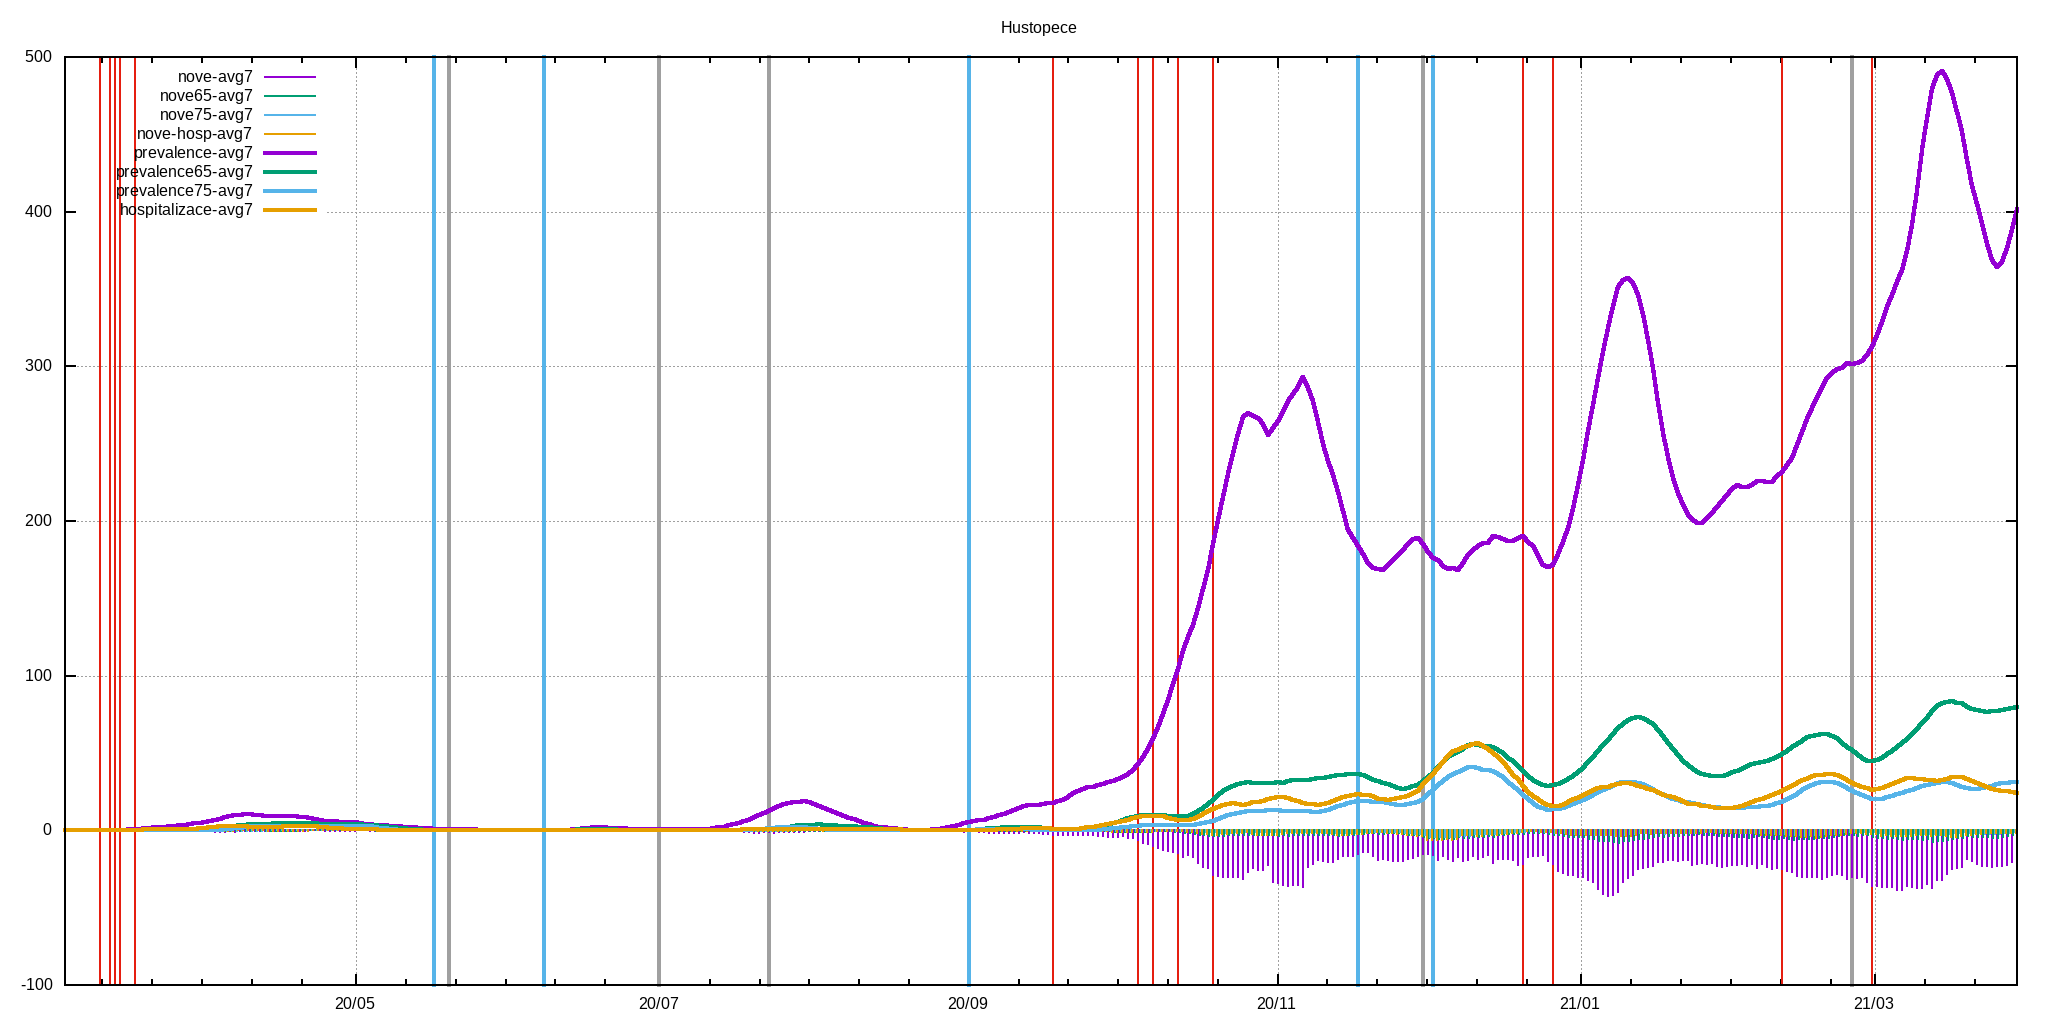 Hustopece
500
400
300
200
100
0
-100
nove-avg7
nove65-avg7
nove75-avg7
nove-hosp-avg7
prevalence-avg7
prevalence65-avg7
prevalence75-avg7
hospitalizace-avg7
20/05 20/07 20/09 20/11 21/01 21/03